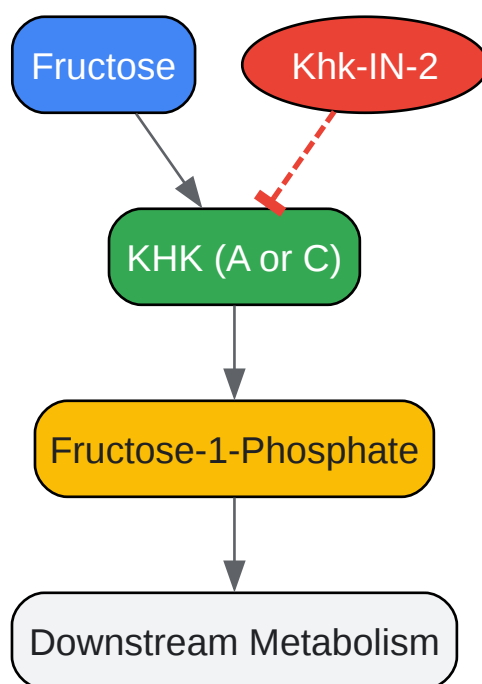 Fructose
Khk-IN-2
KHK (A or C)
Fructose-1-Phosphate
Downstream Metabolism